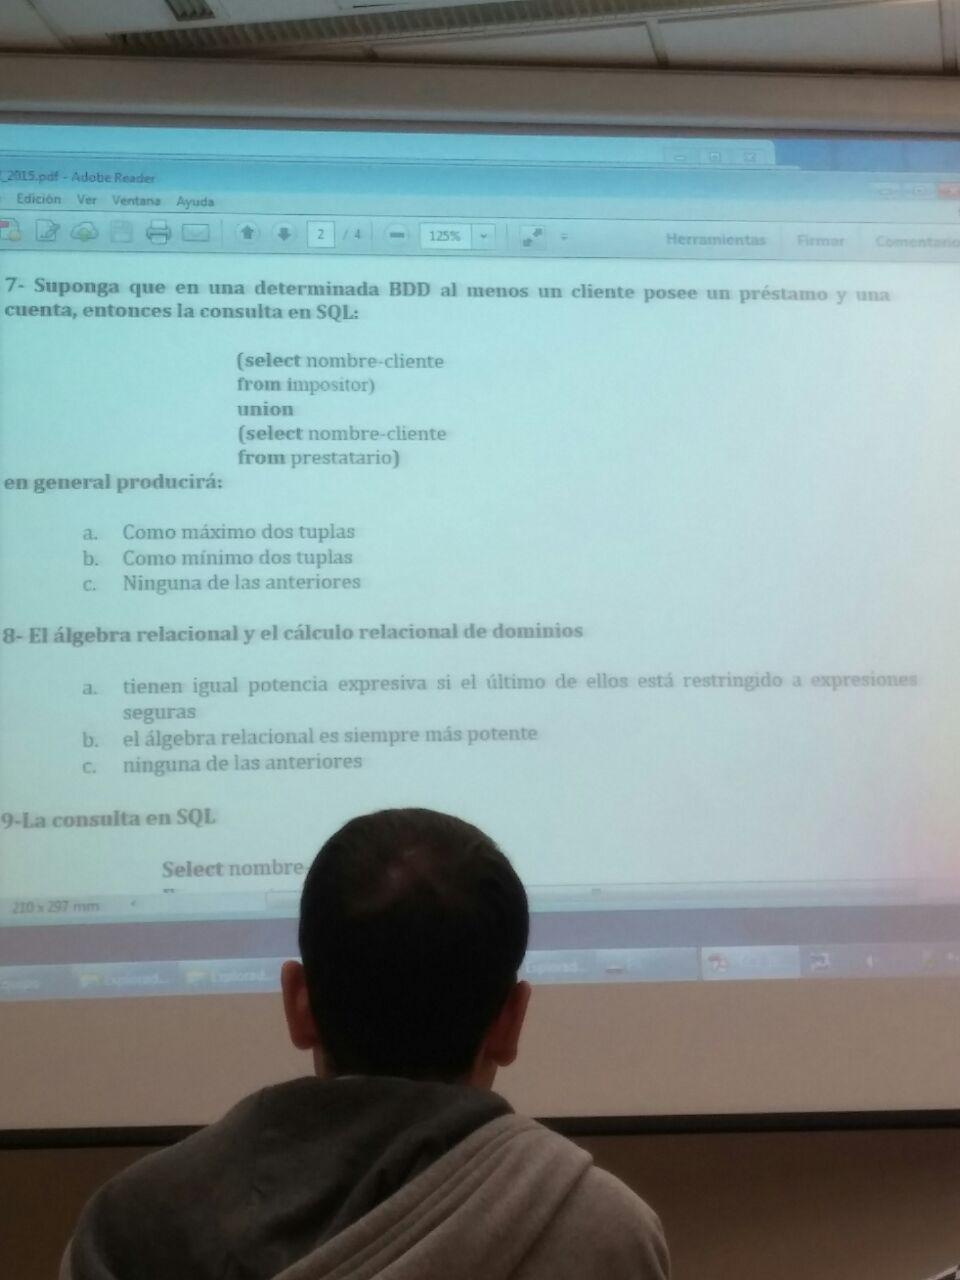 _2015.pdf - Adobe Reader
Edición Ver Ventana Ayuda
2 / 4 125% Herramientas Firmar Comentario
7- Suponga que en una determinada BDD al menos un cliente posee un préstamo y una
cuenta, entonces la consulta en SQL:
(select nombre-cliente
from impositor)
union
(select nombre-cliente
from prestatario)
en general producirá:
a. Como máximo dos tuplas
b. Como mínimo dos tuplas
c. Ninguna de las anteriores
8- El álgebra relacional y el cálculo relacional de dominios
a. tienen igual potencia expresiva si el último de ellos está restringido a expresiones
seguras
b. el álgebra relacional es siempre más potente
c. ninguna de las anteriores
9-La consulta en SQL
Select nombre-
210 x 297 mm
Explorad... Explorad... Explorad...